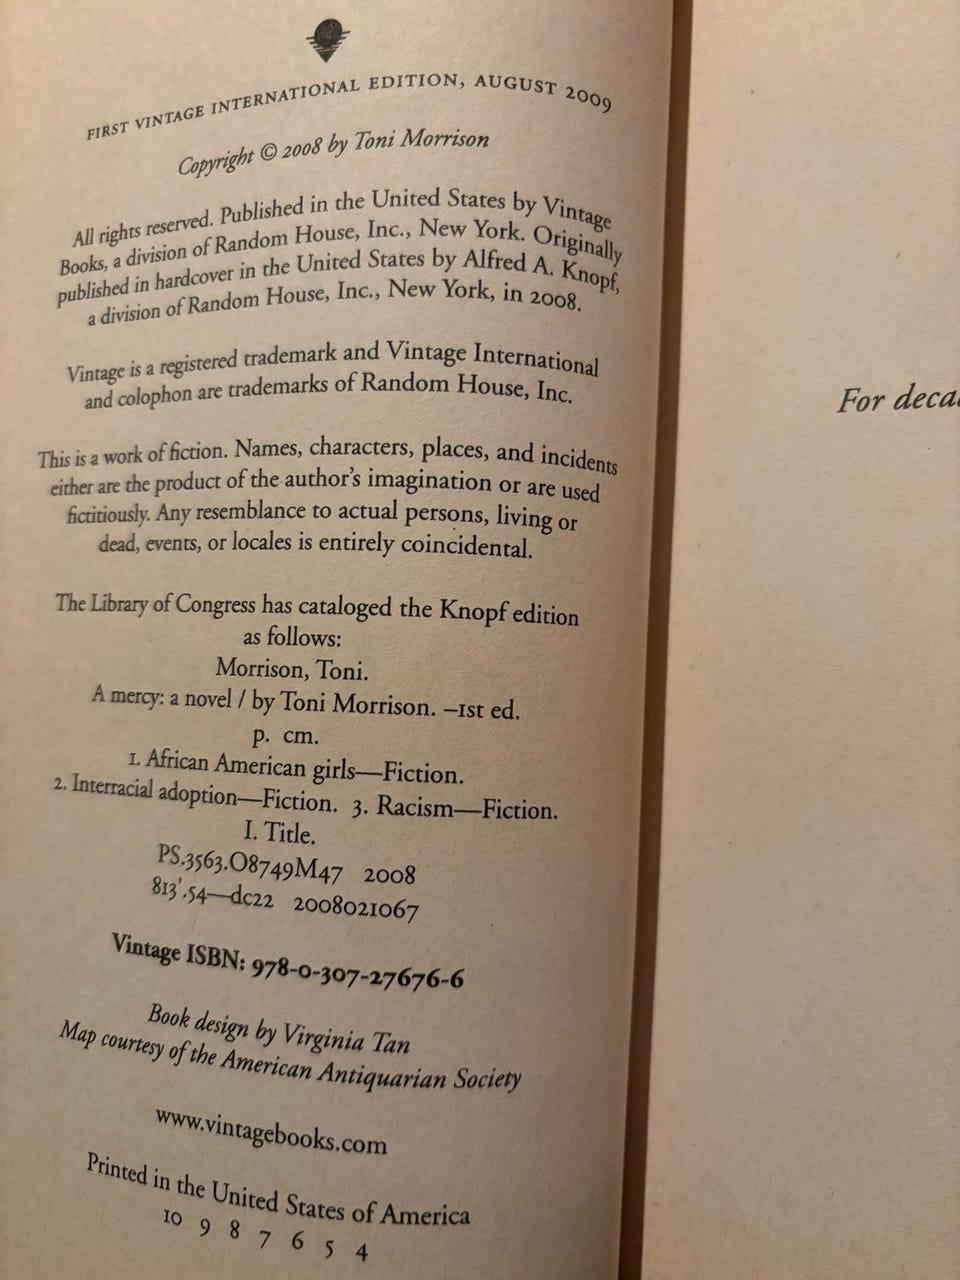 FIRST VINTAGE INTERNATIONAL EDITION, AUGUST 2009
Copyright © 2008 by Toni Morrison
All rights reserved. Published in the United States by Vintage
Books, a division of Random House, Inc., New York. Originally
published in hardcover in the United States by Alfred A. Knopf,
a division of Random House, Inc., New York, in 2008.
Vintage is a registered trademark and Vintage International
and colophon are trademarks of Random House, Inc.
This is a work of fiction. Names, characters, places, and incidents
either are the product of the author's imagination or are used
fictitiously. Any resemblance to actual persons, living or
dead, events, or locales is entirely coincidental.
The Library of Congress has cataloged the Knopf edition
as follows:
Morrison, Toni.
A mercy: a novel / by Toni Morrison. –1st ed.
p. cm.
1. African American girls—Fiction.
2. Interracial adoption—Fiction. 3. Racism—Fiction.
I. Title.
PS.3563.O8749M47 2008
813'.54—dc22 2008021067
Vintage ISBN: 978-0-307-27676-6
Book design by Virginia Tan
Map courtesy of the American Antiquarian Society
www.vintagebooks.com
Printed in the United States of America
10 9 8 7 6 5 4
For